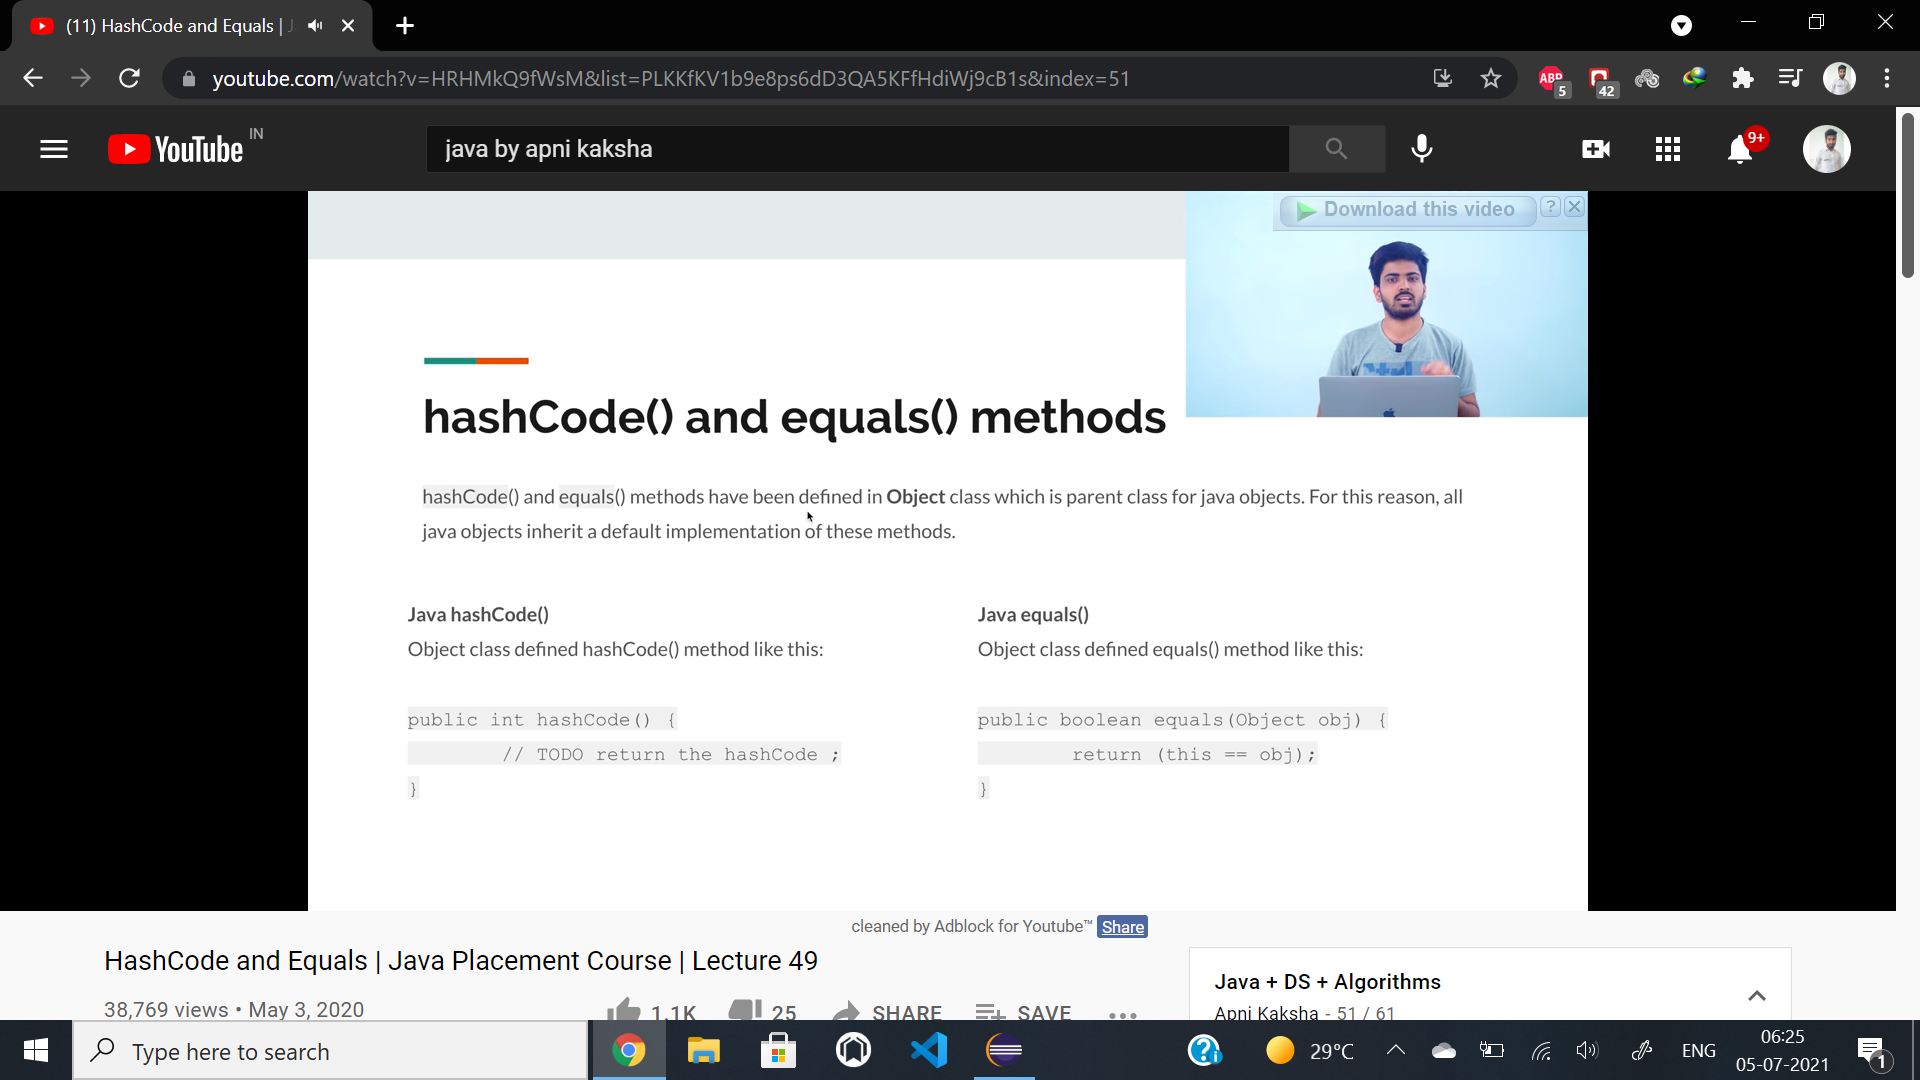 (11) HashCode and Equals | J
youtube.com/watch?v=HRHMkQ9fWsM&list=PLKKfKV1b9e8ps6dD3QA5KFfHdiWj9cB1s&index=51
ABP
5
42
YouTube
IN
java by apni kaksha
9+
Download this video
?
hashCode() and equals() methods
hashCode() and equals() methods have been defined in Object class which is parent class for java objects. For this reason, all
java objects inherit a default implementation of these methods.
Java hashCode()
Object class defined hashCode() method like this:
public int hashCode() {
// TODO return the hashCode ;
}
Java equals()
Object class defined equals() method like this:
public boolean equals(Object obj) {
return (this == obj);
}
cleaned by Adblock for Youtube™ Share
HashCode and Equals | Java Placement Course | Lecture 49
38,769 views • May 3, 2020
1.1K
25
SHARE
SAVE
Java + DS + Algorithms
Apni Kaksha - 51 / 61
Type here to search
29°C
ENG
06:25
05-07-2021
1